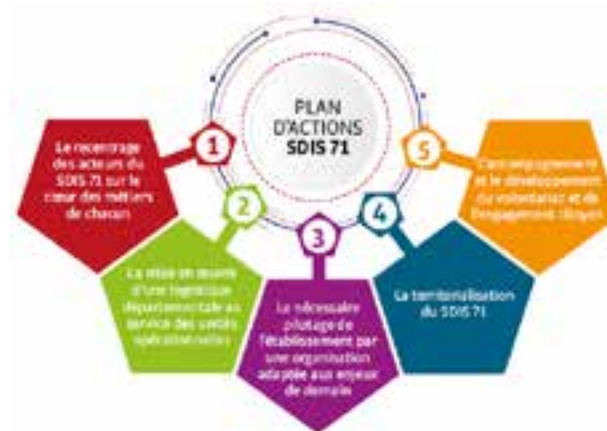 PLAN
D'ACTIONS
SDIS 71
1
Le recentrage
des acteurs du
SDIS 71 sur le
cœur des métiers
de chacun
2
La mise en œuvre
d'une logistique
départementale au
service des unités
opérationnelles
3
Le nécessaire
pilotage de
l'établissement par
une organisation
adaptée aux enjeux
de demain
4
La territorialisation
du SDIS 71
5
L'accompagnement
et le développement
du volontariat et de
l'engagement citoyen